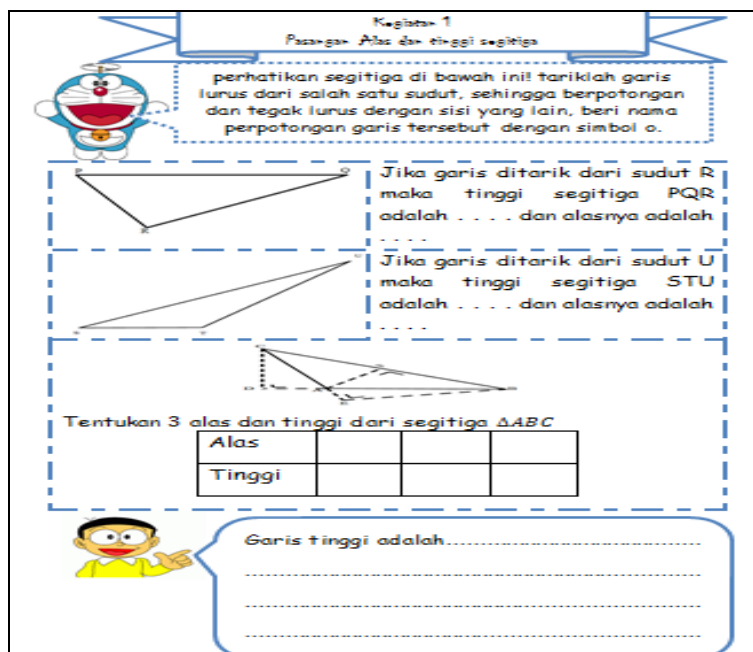 Kegiatan 1
Pasangan Alas dan tinggi segitiga
perhatikan segitiga di bawah ini! tariklah garis
lurus dari salah satu sudut, sehingga berpotongan
dan tegak lurus dengan sisi yang lain, beri nama
perpotongan garis tersebut dengan simbol o.
P
Q
R
Jika garis ditarik dari sudut R
maka tinggi segitiga PQR
adalah . . . . dan alasnya adalah
. . . .
U
S
T
Jika garis ditarik dari sudut U
maka tinggi segitiga STU
adalah . . . . dan alasnya adalah
. . . .
C
D
B
E
Tentukan 3 alas dan tinggi dari segitiga ∆ABC
Alas
Tinggi
Garis tinggi adalah.......................................